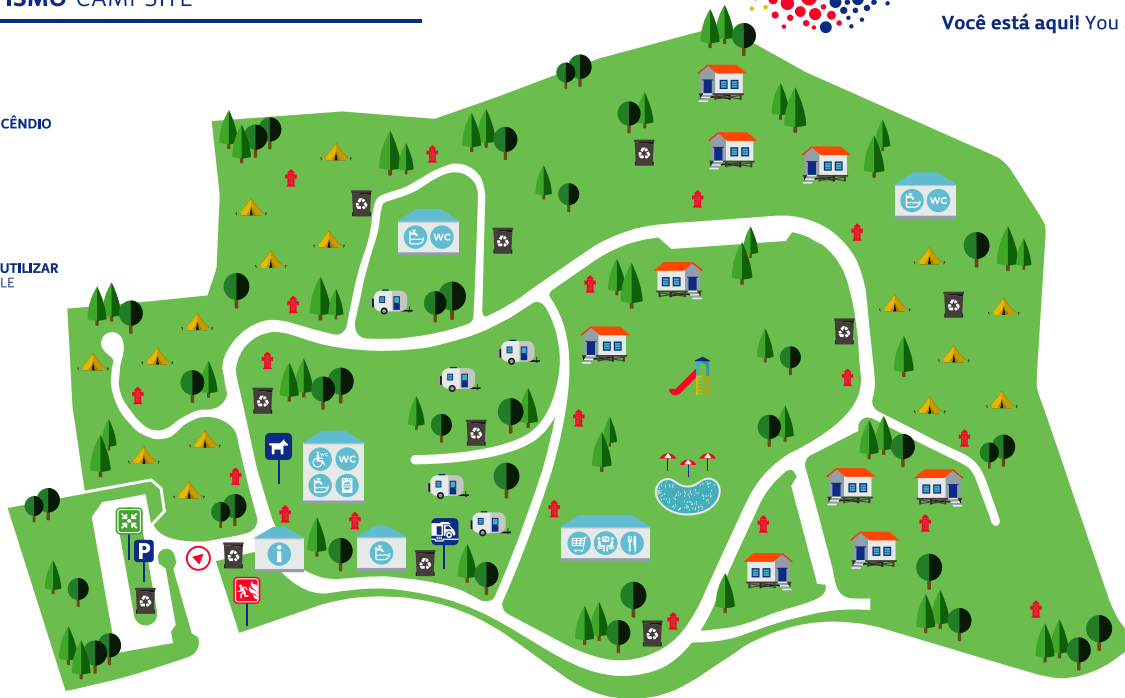 ISMO CAMPSITE
Você está aqui! You
CÊNDIO
WC
WC
UTILIZAR
LE
WC
WC
P
i